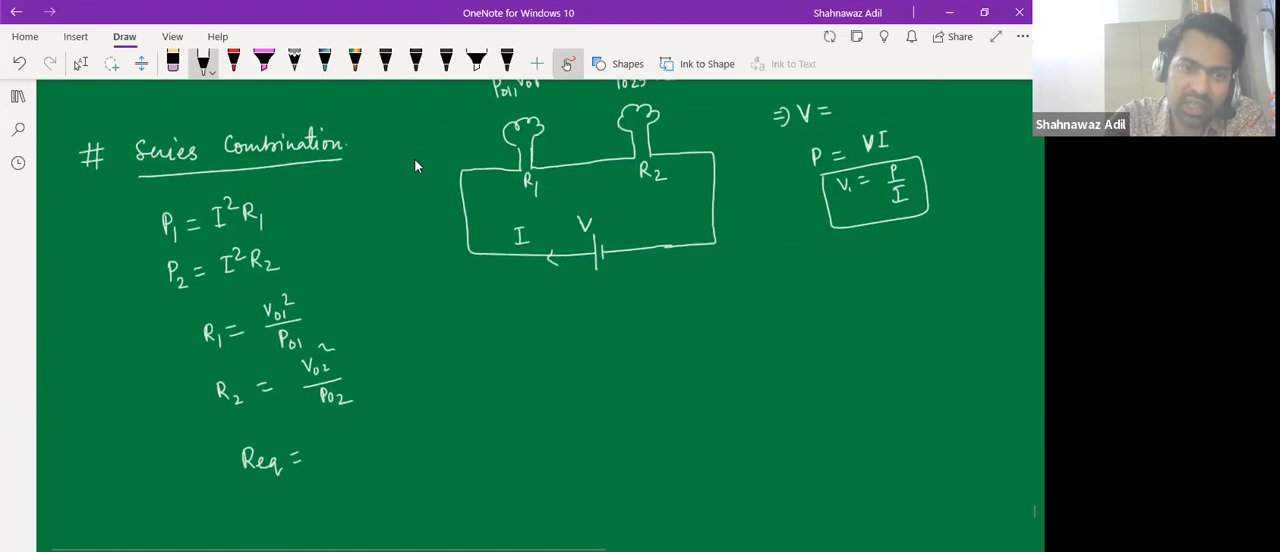 OneNote for Windows 10
Shahnawaz Adil
Home Insert Draw View Help
Share
Shapes Ink to Shape Ink to Text
Shahnawaz Adil
# Series Combination
P₁ = I²R₁
P₂ = I²R₂
R₁ = V₀₁² / P₀₁
R₂ = V₀₂² / P₀₂
Req =
R₁
R₂
I
V
⇒ V =
P = VI
V₁ = P / I